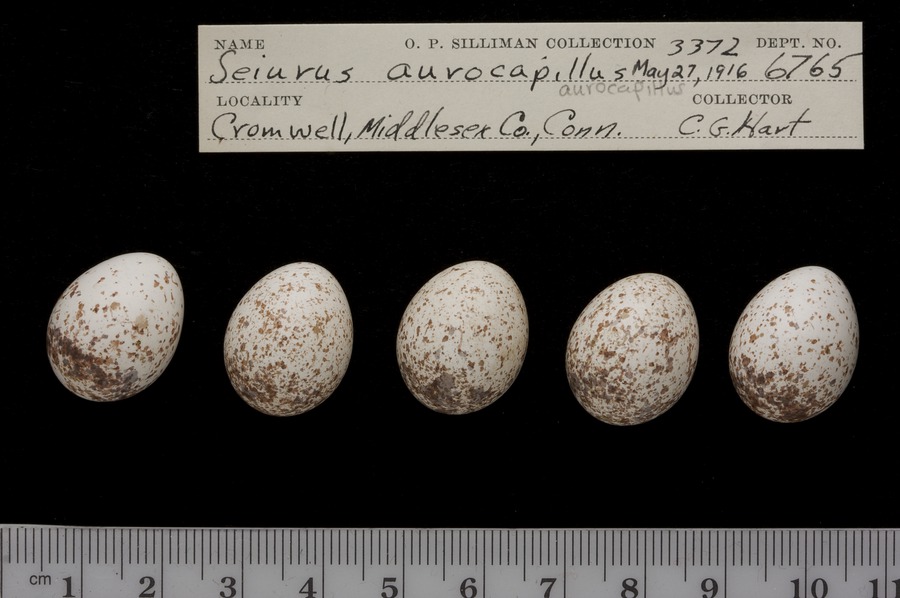 NAME O. P. SILLIMAN COLLECTION 3372 DEPT. NO.
Seiurus aurocapillus May 27, 1916 6765
aurocapillus
LOCALITY COLLECTOR
Cromwell, Middlesex Co., Conn. C. G. Hart
cm 1 2 3 4 5 6 7 8 9 10 11